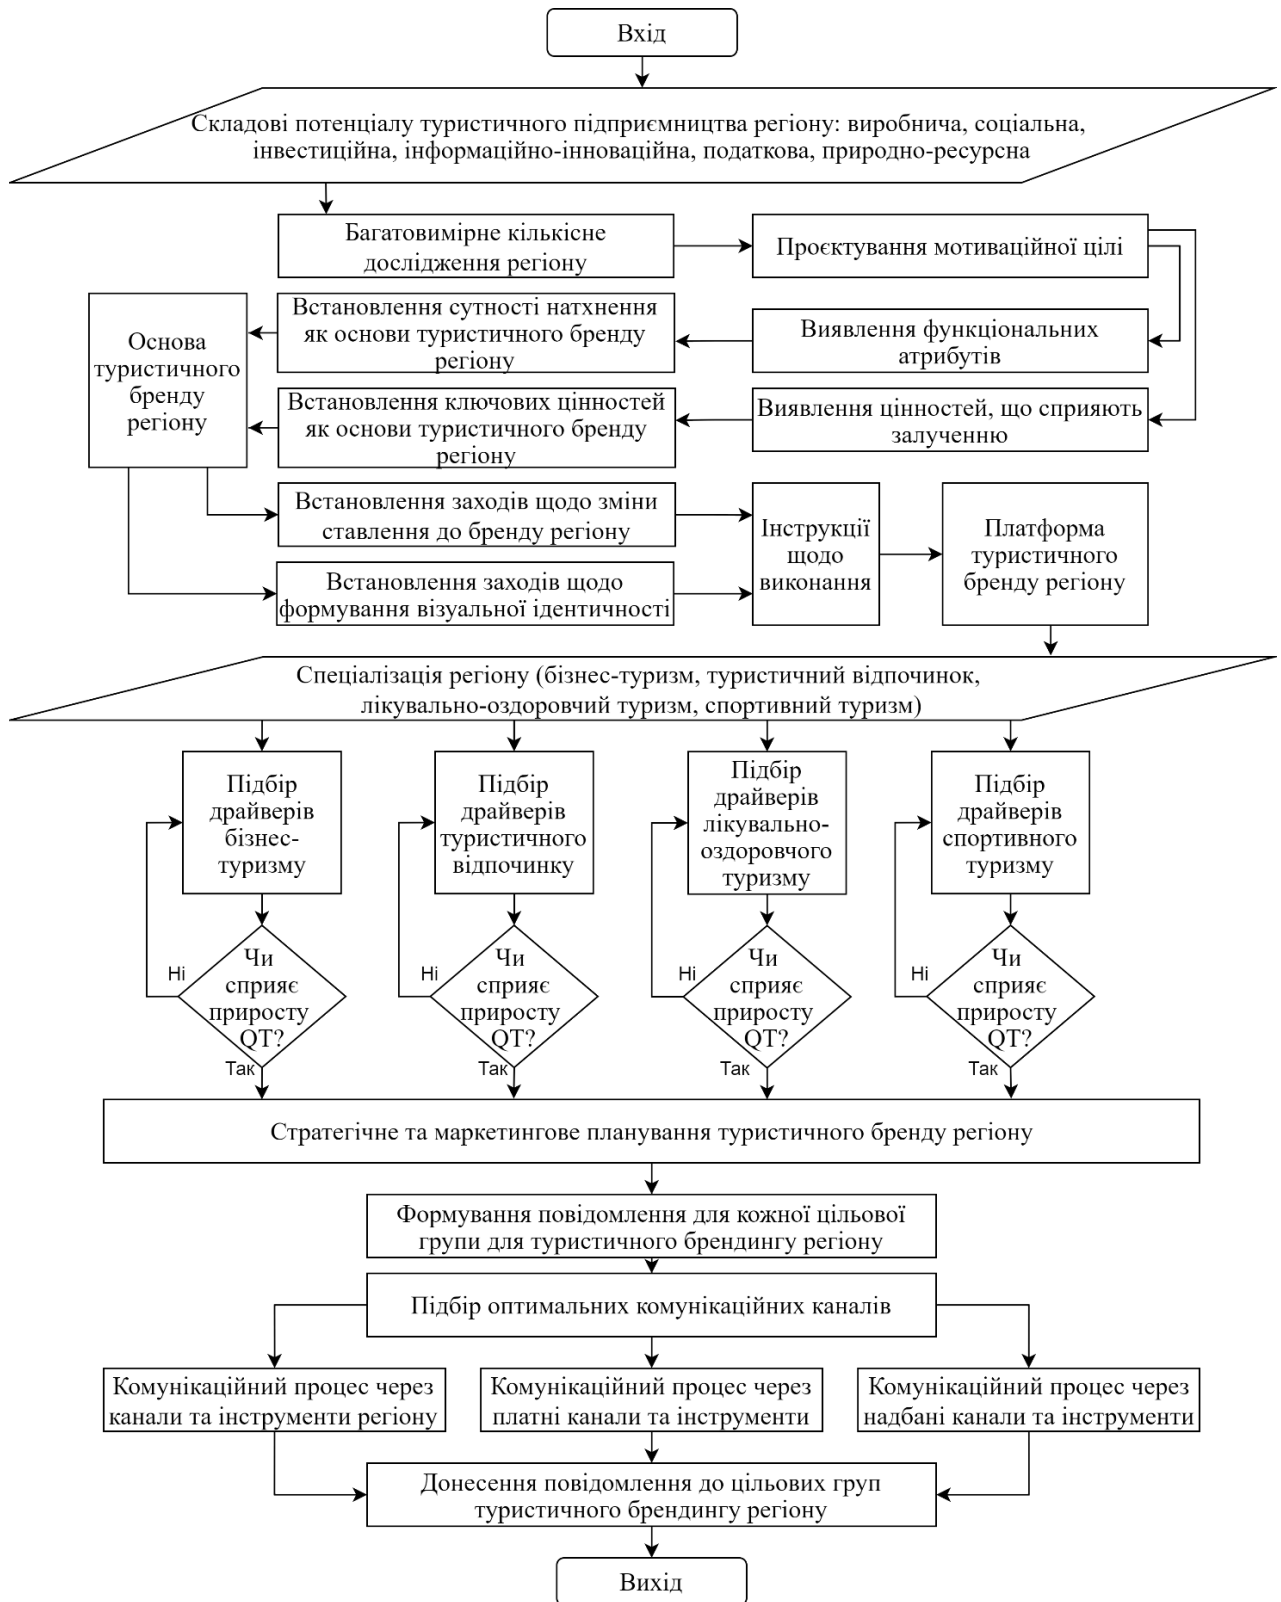 Вхід
Складові потенціалу туристичного підприємництва регіону: виробнича, соціальна,
інвестиційна, інформаційно-інноваційна, податкова, природно-ресурсна
Багатовимірне кількісне
дослідження регіону
Проєктування мотиваційної цілі
Основа
туристичного
бренду
регіону
Встановлення сутності натхнення
як основи туристичного бренду
регіону
Виявлення функціональних
атрибутів
Встановлення ключових цінностей
як основи туристичного бренду
регіону
Виявлення цінностей, що сприяють
залученню
Встановлення заходів щодо зміни
ставлення до бренду регіону
Встановлення заходів щодо
формування візуальної ідентичності
Інструкції
щодо
виконання
Платформа
туристичного
бренду регіону
Спеціалізація регіону (бізнес-туризм, туристичний відпочинок,
лікувально-оздоровчий туризм, спортивний туризм)
Підбір
драйверів
бізнес-
туризму
Підбір
драйверів
туристичного
відпочинку
Підбір
драйверів
лікувально-
оздоровчого
туризму
Підбір
драйверів
спортивного
туризму
Ні
Чи
сприяє
приросту
QT?
Так
Ні
Чи
сприяє
приросту
QT?
Так
Ні
Чи
сприяє
приросту
QT?
Так
Ні
Чи
сприяє
приросту
QT?
Так
Стратегічне та маркетингове планування туристичного бренду регіону
Формування повідомлення для кожної цільової
групи для туристичного брендингу регіону
Підбір оптимальних комунікаційних каналів
Комунікаційний процес через
канали та інструменти регіону
Комунікаційний процес через
платні канали та інструменти
Комунікаційний процес через
надбані канали та інструменти
Донесення повідомлення до цільових груп
туристичного брендингу регіону
Вихід